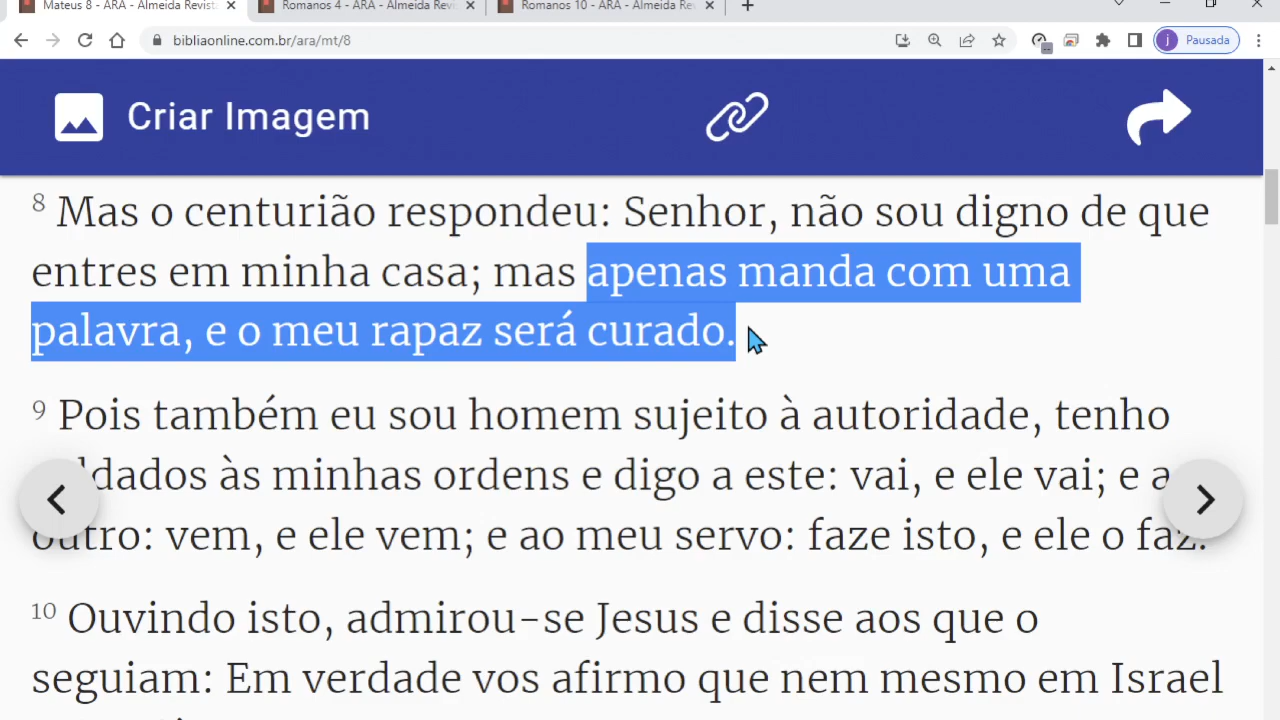 Mateus 8 - ARA - Almeida Revist
Romanos 4 - ARA - Almeida Revis
Romanos 10 - ARA - Almeida Re
bibliaonline.com.br/ara/mt/8
j Pausada
Criar Imagem
8 Mas o centurião respondeu: Senhor, não sou digno de que
entres em minha casa; mas apenas manda com uma
palavra, e o meu rapaz será curado.
9 Pois também eu sou homem sujeito à autoridade, tenho
ldados às minhas ordens e digo a este: vai, e ele vai; e a
outro: vem, e ele vem; e ao meu servo: faze isto, e ele o faz.
10 Ouvindo isto, admirou-se Jesus e disse aos que o
seguiam: Em verdade vos afirmo que nem mesmo em Israel